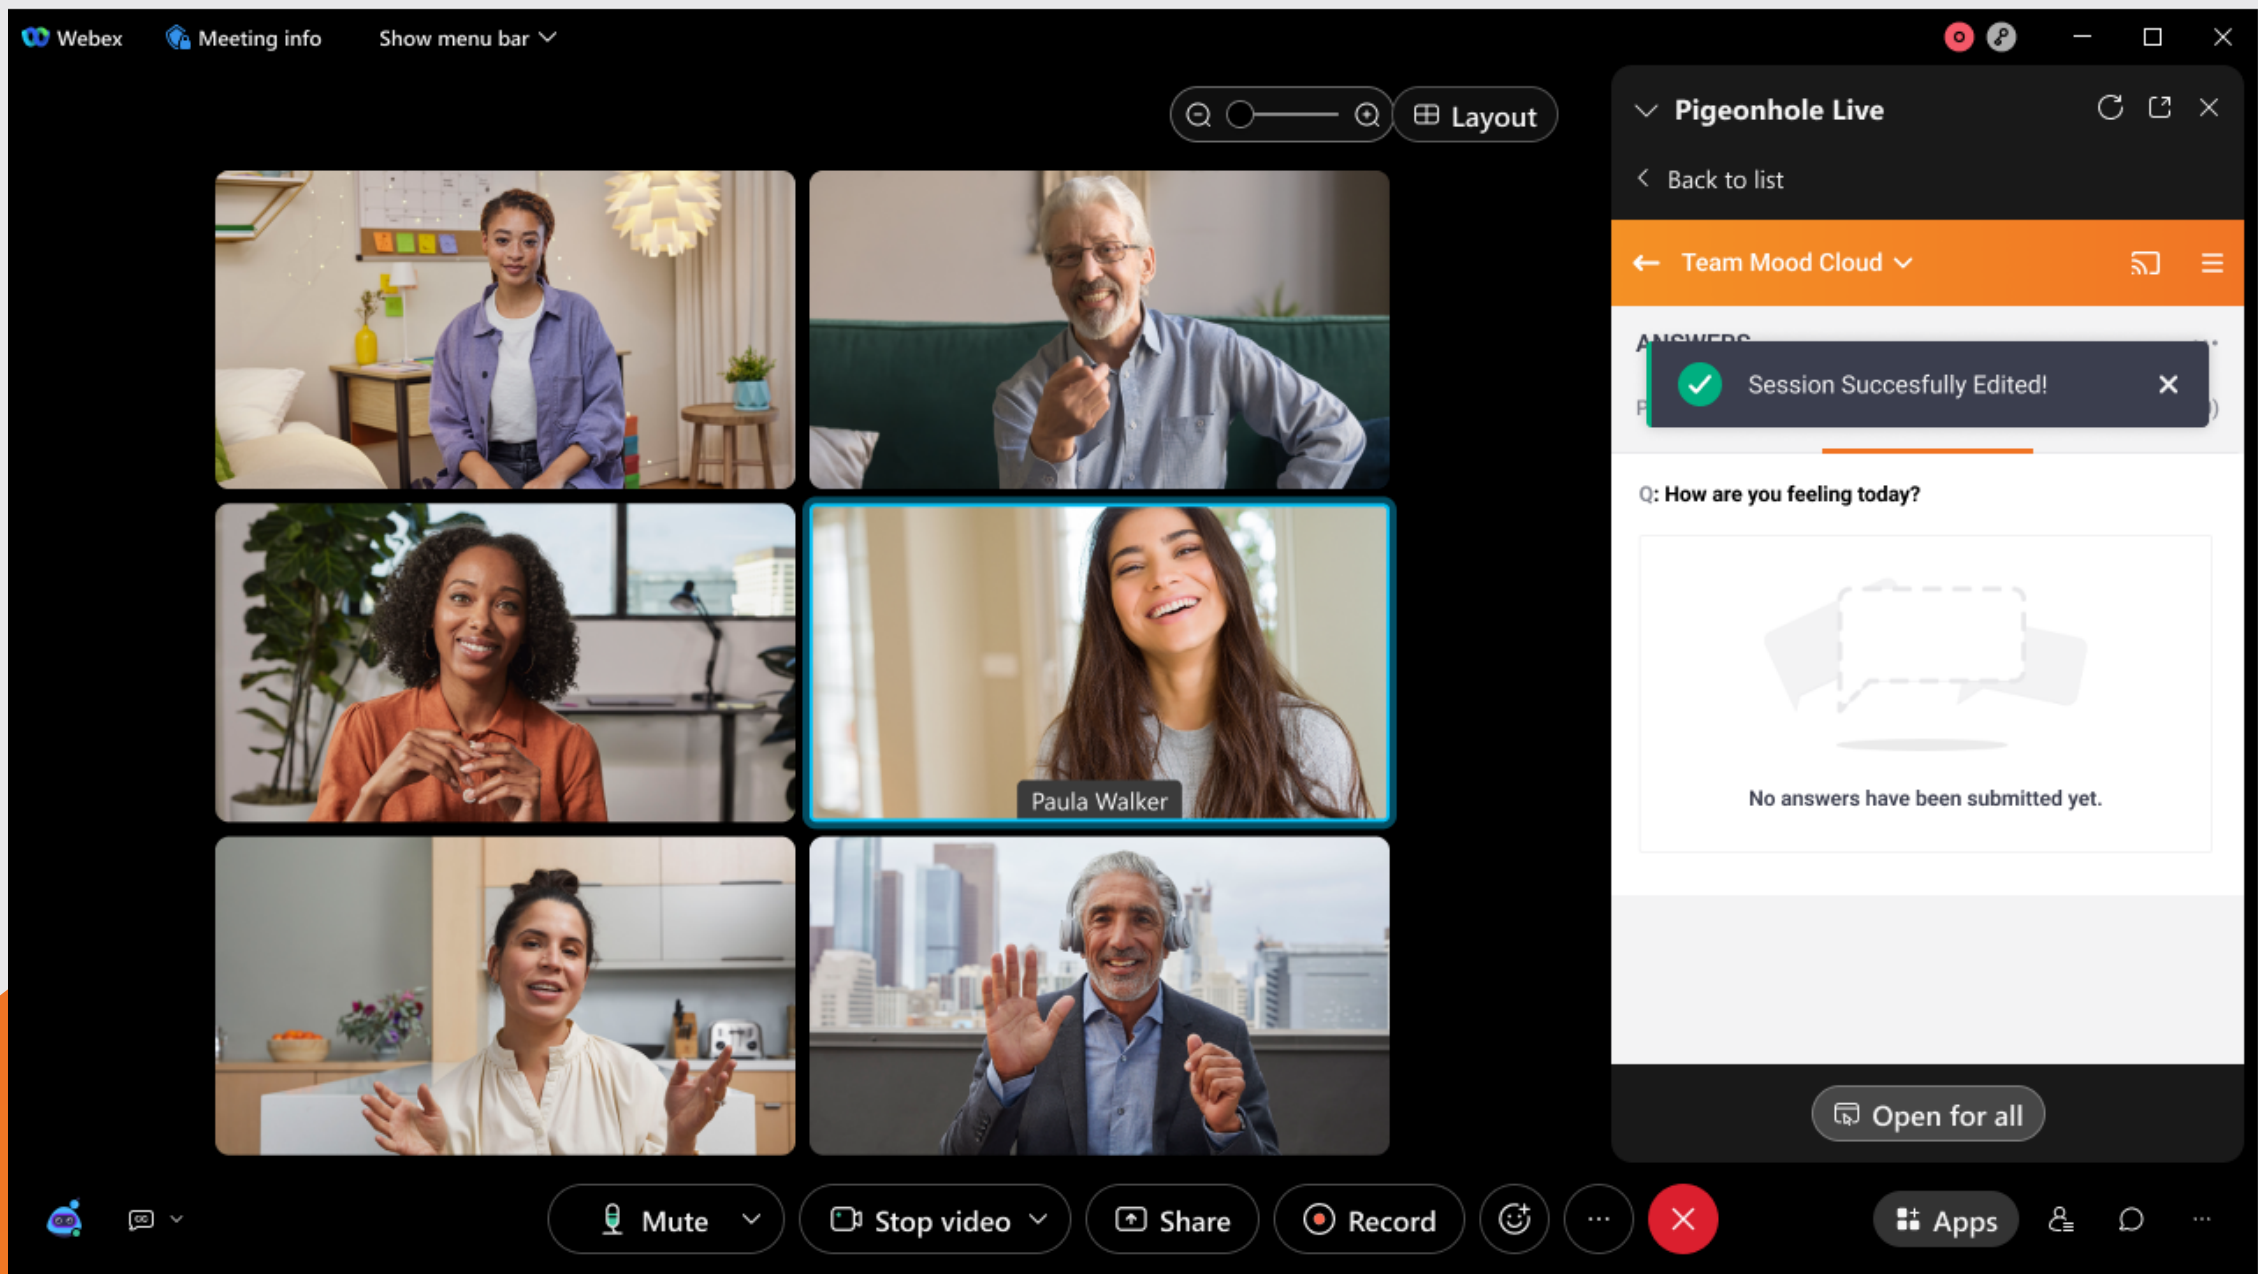 Webex
Meeting info
Show menu bar
Layout
Pigeonhole Live
Back to list
Team Mood Cloud
ANSWERS
Session Succesfully Edited!
Q: How are you feeling today?
No answers have been submitted yet.
Paula Walker
Open for all
Mute
Stop video
Share
Record
Apps